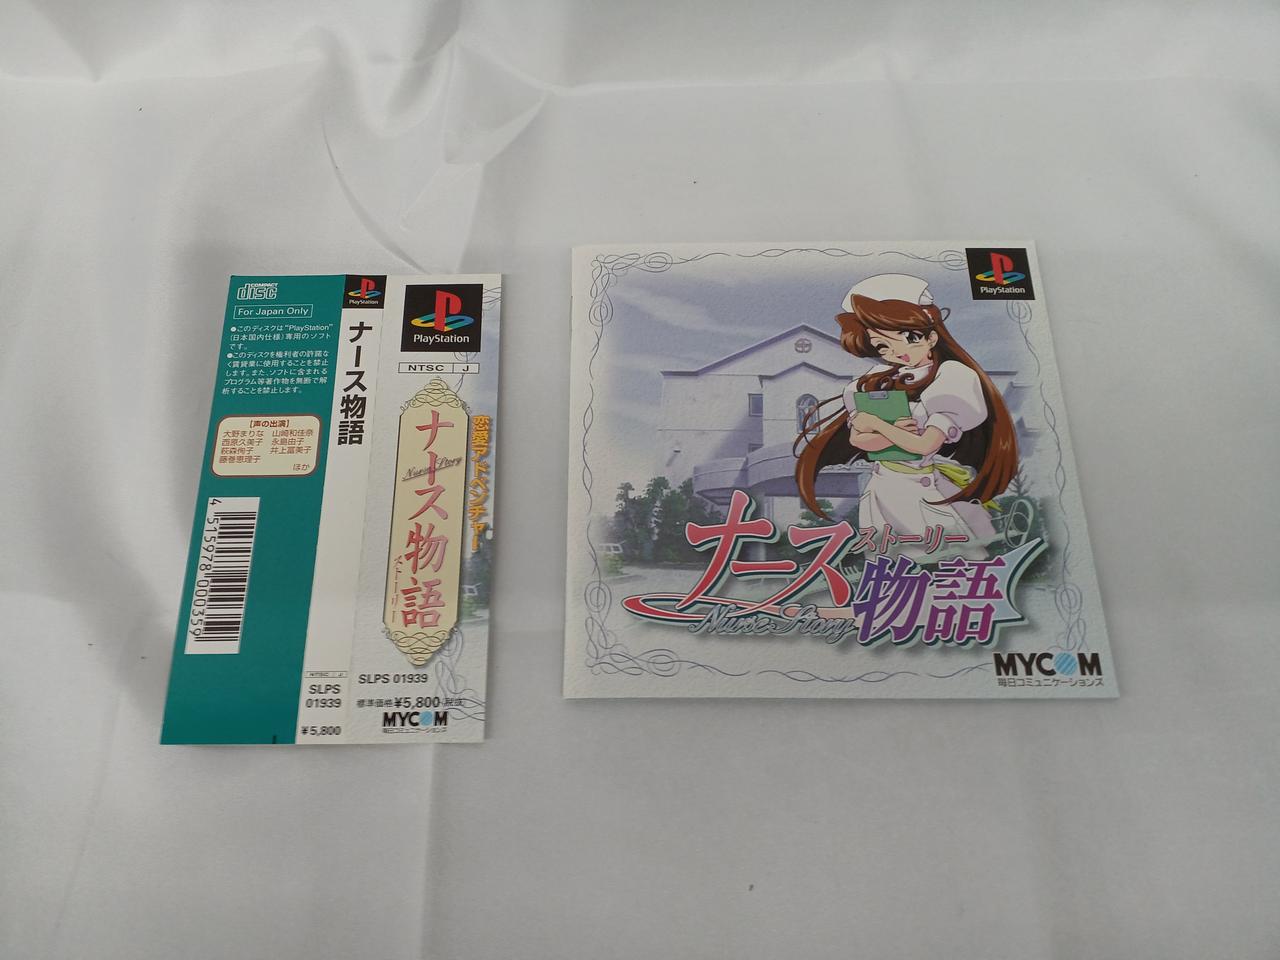 COMPACT
disc
For Japan Only
●このディスクは"PlayStation"
(日本国内仕様)専用のソフト
です。
●このディスクを権利者の許諾な
く賃貸業に使用することを禁止
します。また、ソフトに含まれる
プログラム等著作物を無断で解
析することを禁止します。
【声の出演】
大野まりな 山崎和佳奈
西原久美子 永島由子
萩森侚子 井上富美子
藤巻恵理子
ほか
4 515978 000359
PlayStation
ナース物語
NTSC J
SLPS
01939
¥5,800
PlayStation
NTSC J
恋愛アドベンチャー
ナース物語
Nurse Story
ストーリー
SLPS 01939
標準価格¥5,800(税抜)
MYCOM
毎日コミュニケーションズ
PlayStation
ナース物語
ストーリー
Nurse Story
MYCOM
毎日コミュニケーションズ